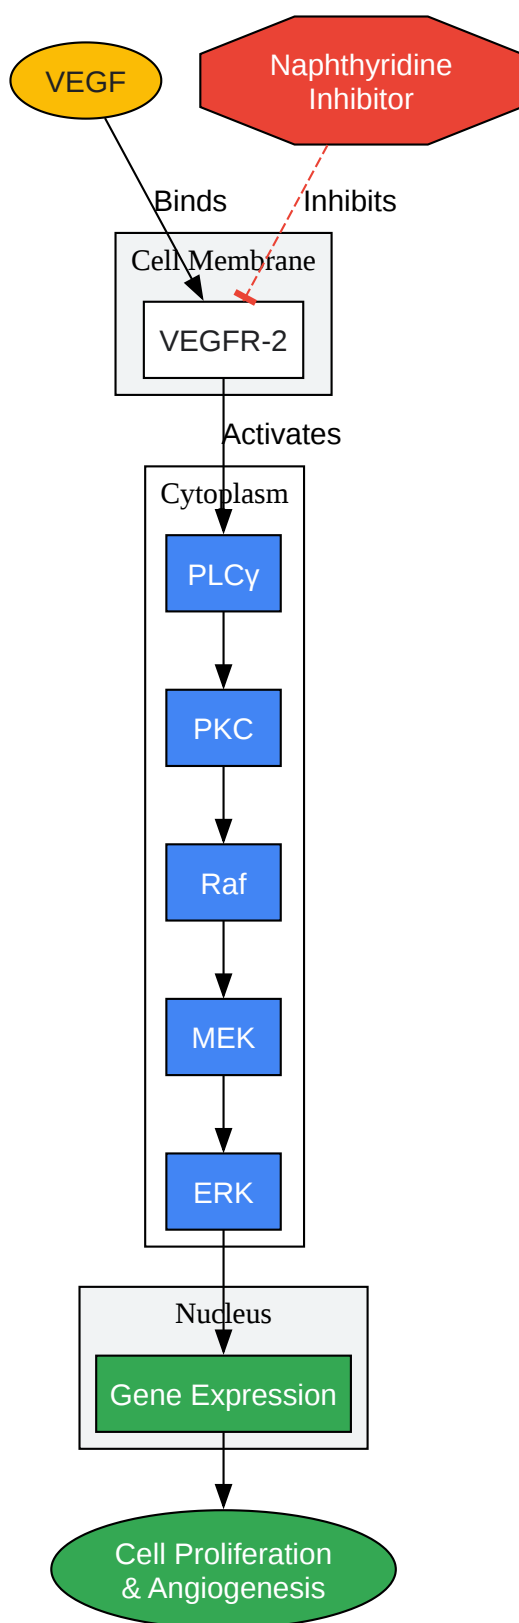 VEGF
Naphthyridine
Inhibitor
Binds
Inhibits
Cell Membrane
VEGFR-2
Activates
Cytoplasm
PLCγ
PKC
Raf
MEK
ERK
Nucleus
Gene Expression
Cell Proliferation
& Angiogenesis